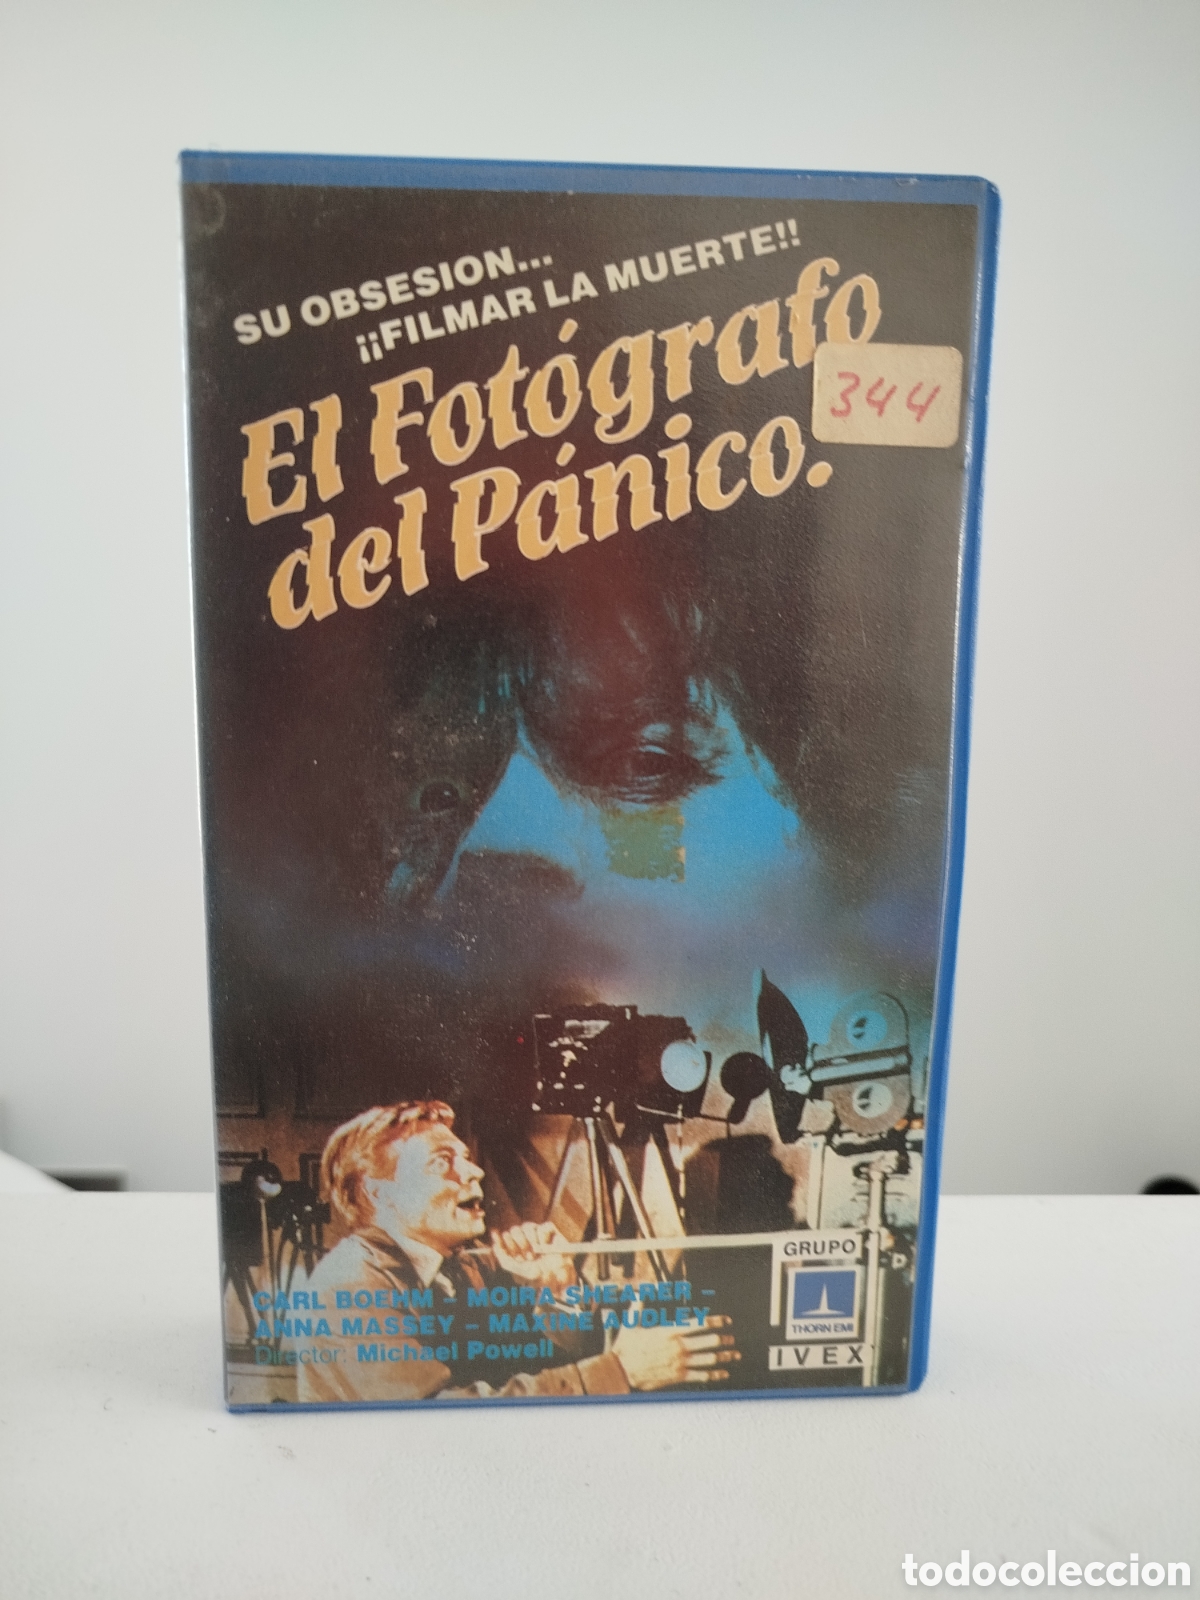 SU OBSESION...
¡¡FILMAR LA MUERTE!!
El Fotógrafo
del Pánico.
344
CARL BOEHM - MOIRA SHEARER -
ANNA MASSEY - MAXINE AUDLEY
Director: Michael Powell
GRUPO
THORN EMI
IVEX
todocoleccion